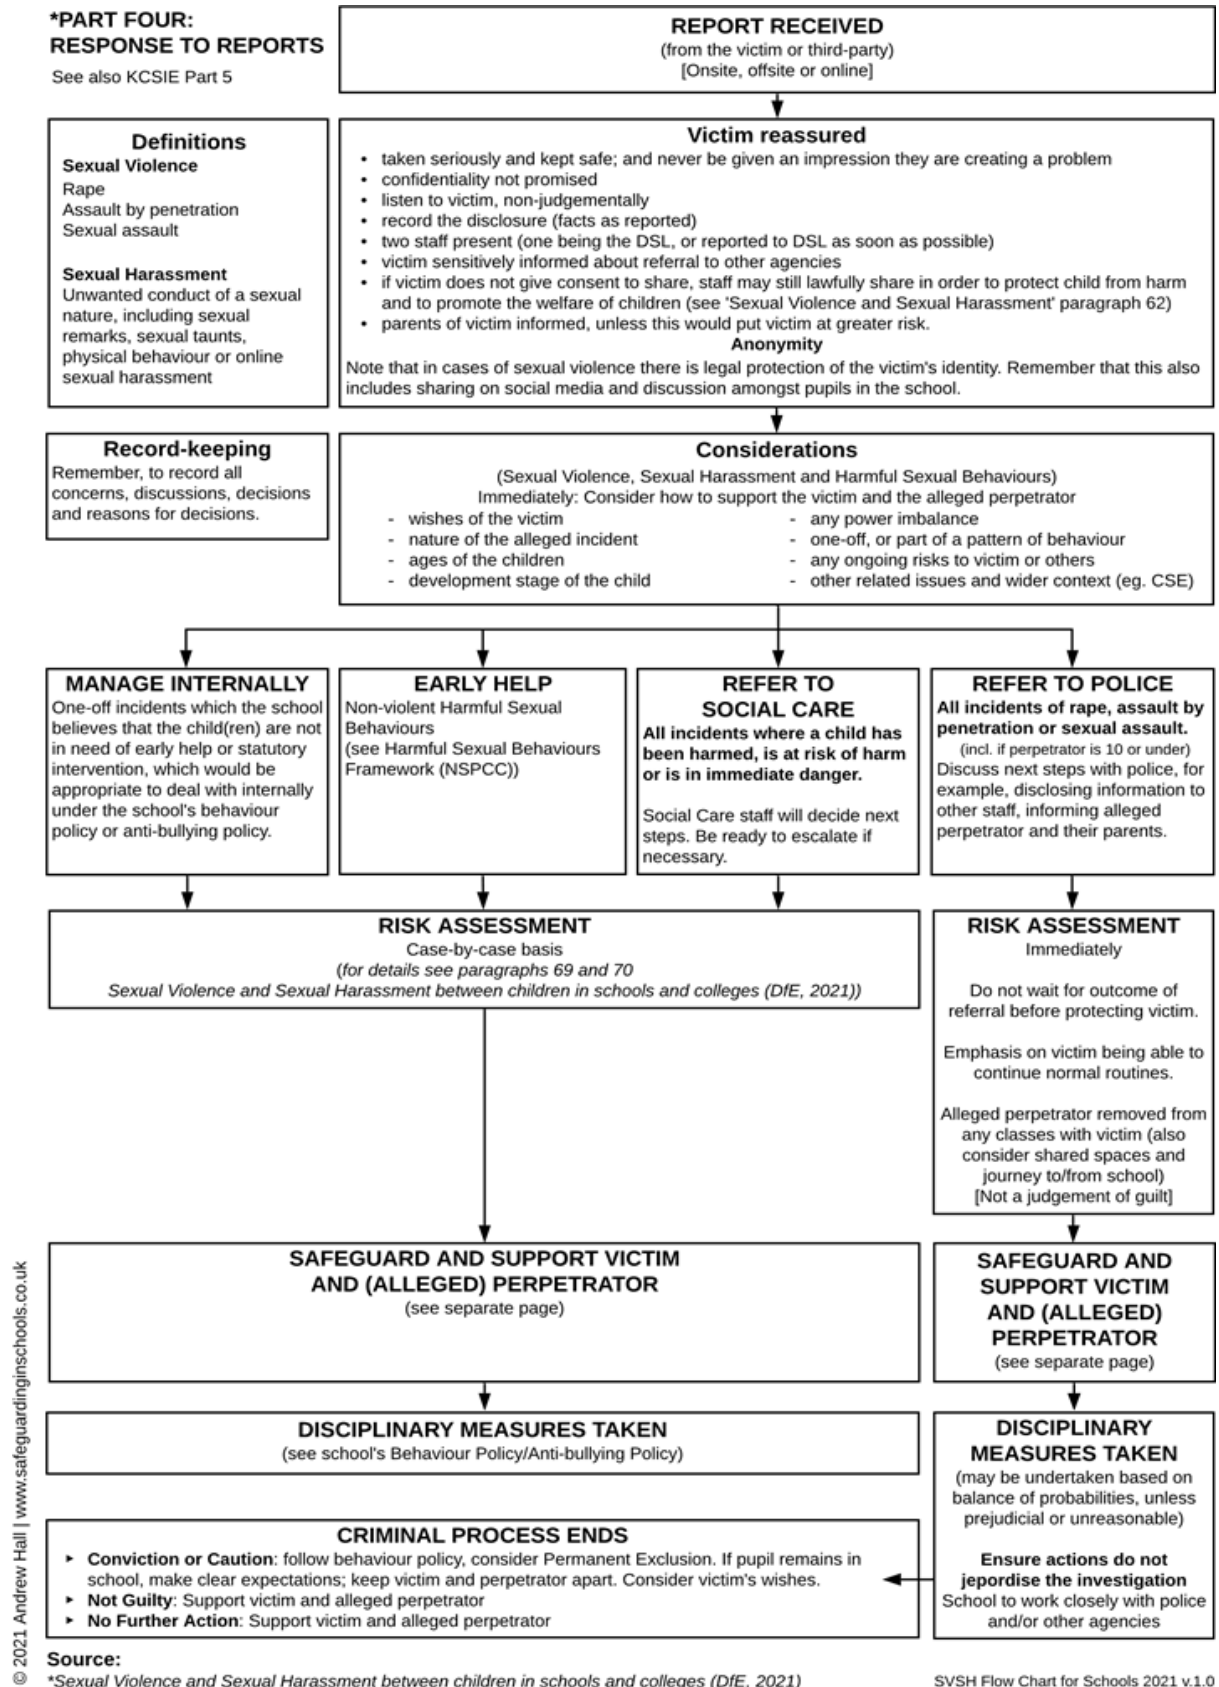 *PART FOUR:
RESPONSE TO REPORTS
See also KCSIE Part 5
REPORT RECEIVED
(from the victim or third-party)
[Onsite, offsite or online]
Definitions
Sexual Violence
Rape
Assault by penetration
Sexual assault
Sexual Harassment
Unwanted conduct of a sexual
nature, including sexual
remarks, sexual taunts,
physical behaviour or online
sexual harassment
Victim reassured
• taken seriously and kept safe; and never be given an impression they are creating a problem
• confidentiality not promised
• listen to victim, non-judgementally
• record the disclosure (facts as reported)
• two staff present (one being the DSL, or reported to DSL as soon as possible)
• victim sensitively informed about referral to other agencies
• if victim does not give consent to share, staff may still lawfully share in order to protect child from harm
and to promote the welfare of children (see 'Sexual Violence and Sexual Harassment' paragraph 62)
• parents of victim informed, unless this would put victim at greater risk.
Anonymity
Note that in cases of sexual violence there is legal protection of the victim's identity. Remember that this also
includes sharing on social media and discussion amongst pupils in the school.
Record-keeping
Remember, to record all
concerns, discussions, decisions
and reasons for decisions.
Considerations
(Sexual Violence, Sexual Harassment and Harmful Sexual Behaviours)
Immediately: Consider how to support the victim and the alleged perpetrator
- wishes of the victim
- nature of the alleged incident
- ages of the children
- development stage of the child
- any power imbalance
- one-off, or part of a pattern of behaviour
- any ongoing risks to victim or others
- other related issues and wider context (eg. CSE)
MANAGE INTERNALLY
One-off incidents which the school
believes that the child(ren) are not
in need of early help or statutory
intervention, which would be
appropriate to deal with internally
under the school's behaviour
policy or anti-bullying policy.
EARLY HELP
Non-violent Harmful Sexual
Behaviours
(see Harmful Sexual Behaviours
Framework (NSPCC))
REFER TO
SOCIAL CARE
All incidents where a child has
been harmed, is at risk of harm
or is in immediate danger.
Social Care staff will decide next
steps. Be ready to escalate if
necessary.
REFER TO POLICE
All incidents of rape, assault by
penetration or sexual assault.
(incl. if perpetrator is 10 or under)
Discuss next steps with police, for
example, disclosing information to
other staff, informing alleged
perpetrator and their parents.
RISK ASSESSMENT
Case-by-case basis
(for details see paragraphs 69 and 70
Sexual Violence and Sexual Harassment between children in schools and colleges (DfE, 2021))
RISK ASSESSMENT
Immediately
Do not wait for outcome of
referral before protecting victim.
Emphasis on victim being able to
continue normal routines.
Alleged perpetrator removed from
any classes with victim (also
consider shared spaces and
journey to/from school)
[Not a judgement of guilt]
SAFEGUARD AND SUPPORT VICTIM
AND (ALLEGED) PERPETRATOR
(see separate page)
SAFEGUARD AND
SUPPORT VICTIM
AND (ALLEGED)
PERPETRATOR
(see separate page)
DISCIPLINARY MEASURES TAKEN
(see school's Behaviour Policy/Anti-bullying Policy)
DISCIPLINARY
MEASURES TAKEN
(may be undertaken based on
balance of probabilities, unless
prejudicial or unreasonable)
Ensure actions do not
jepordise the investigation
School to work closely with police
and/or other agencies
CRIMINAL PROCESS ENDS
‣ Conviction or Caution: follow behaviour policy, consider Permanent Exclusion. If pupil remains in
school, make clear expectations; keep victim and perpetrator apart. Consider victim's wishes.
‣ Not Guilty: Support victim and alleged perpetrator
‣ No Further Action: Support victim and alleged perpetrator
© 2021 Andrew Hall | www.safeguardinginschools.co.uk
Source:
*Sexual Violence and Sexual Harassment between children in schools and colleges (DfE, 2021)
SVSH Flow Chart for Schools 2021 v.1.0